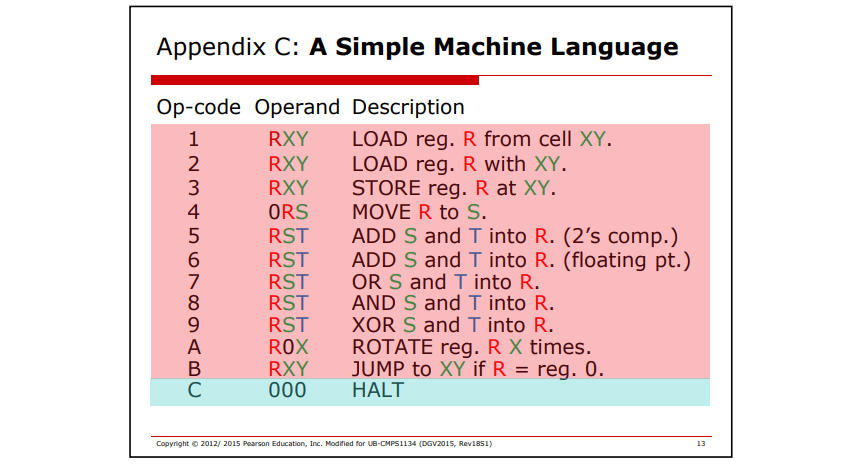 Appendix C: A Simple Machine Language
Op-code Operand Description
1 RXY LOAD reg. R from cell XY.
2 RXY LOAD reg. R with XY.
3 RXY STORE reg. R at XY.
4 0RS MOVE R to S.
5 RST ADD S and T into R. (2’s comp.)
6 RST ADD S and T into R. (floating pt.)
7 RST OR S and T into R.
8 RST AND S and T into R.
9 RST XOR S and T into R.
A R0X ROTATE reg. R X times.
B RXY JUMP to XY if R = reg. 0.
C 000 HALT
Copyright © 2012/ 2015 Pearson Education, Inc. Modified for UB-CMPS1134 (DGV2015, Rev18S1) 13